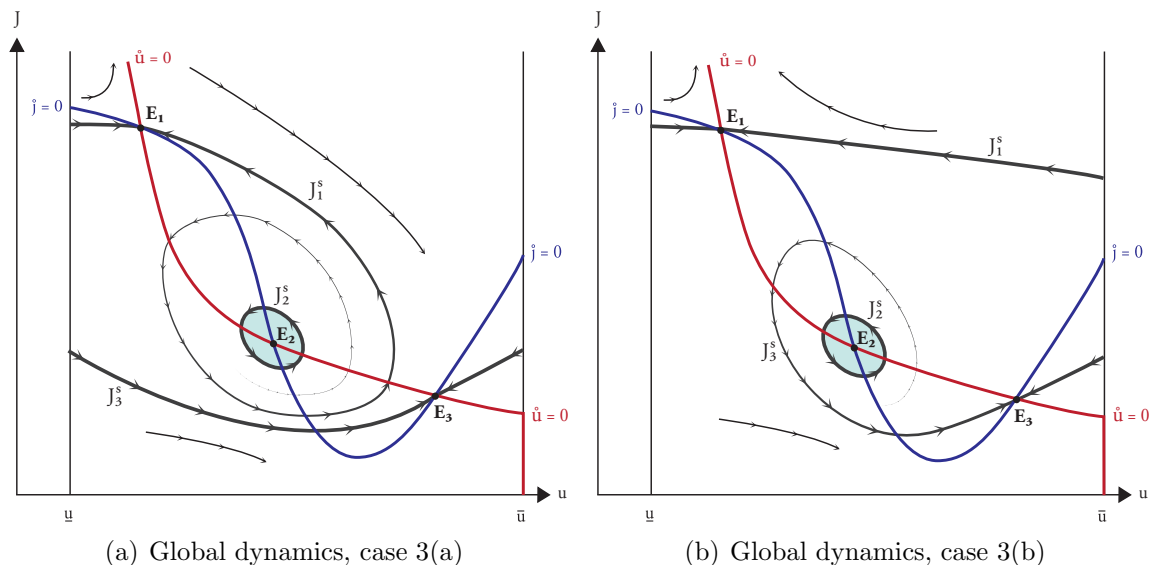 J
ů = 0
j̊ = 0
E₁
J₁ˢ
j̊ = 0
J₂ˢ
E₂
J₃ˢ
E₃
ů = 0
u
u̲
ū
(a) Global dynamics, case 3(a)
J
ů = 0
j̊ = 0
E₁
J₁ˢ
j̊ = 0
J₂ˢ
E₂
J₃ˢ
E₃
ů = 0
u
u̲
ū
(b) Global dynamics, case 3(b)